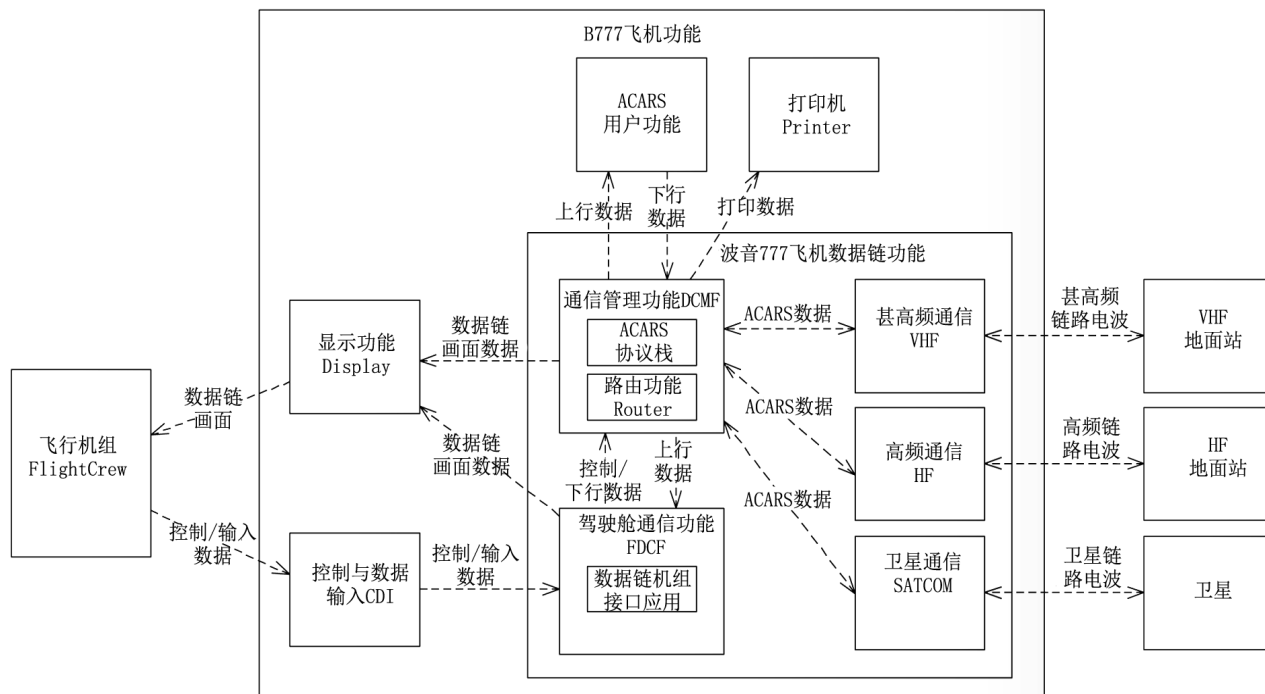 B777飞机功能
ACARS
用户功能
打印机
Printer
上行数据
下行
数据
打印数据
波音777飞机数据链功能
通信管理功能DCMF
ACARS
协议栈
路由功能
Router
ACARS数据
甚高频通信
VHF
甚高频
链路电波
VHF
地面站
数据链
画面数据
显示功能
Display
数据链
画面
飞行机组
FlightCrew
数据链
画面数据
控制/
下行数据
上行
数据
ACARS数据
高频通信
HF
高频链
路电波
HF
地面站
ACARS数据
控制/输入
数据
控制与数据
输入CDI
控制/输入
数据
驾驶舱通信功能
FDCF
数据链机组
接口应用
卫星通信
SATCOM
卫星链
路电波
卫星